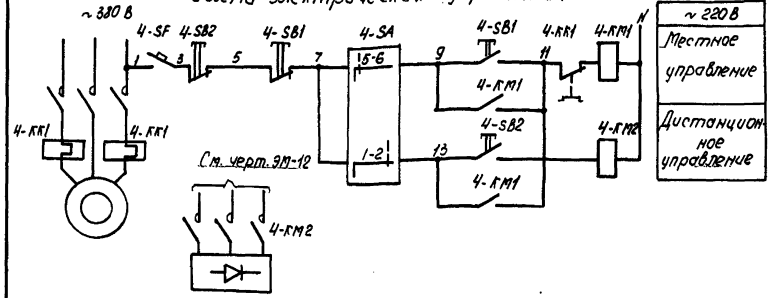 ~ 380 В
4-SF
4-SB2
4-SB1
4-SA
4-SB1
4-КК1
4-КМ1
N
~ 220 В
1
3
5
7
5-6
9
11
Местное управление
4-КМ1
4-КК1
4-КК1
4-SB2
4-КМ2
1-2
13
Дистанцион-
ное
управление
См. черт. ЭМ-12
4-КМ1
4-КМ2